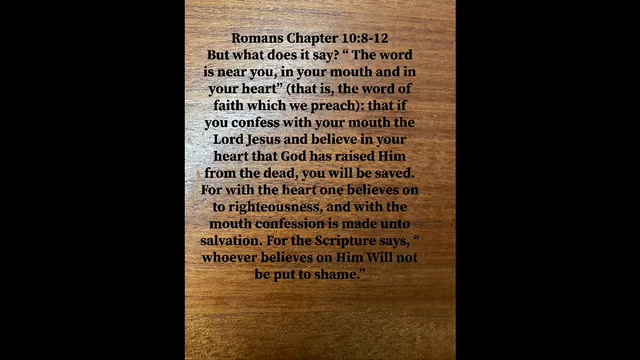 Romans Chapter 10:8-12
But what does it say? “ The word
is near you, in your mouth and in
your heart” (that is, the word of
faith which we preach): that if
you confess with your mouth the
Lord Jesus and believe in your
heart that God has raised Him
from the dead, you will be saved.
For with the heart one believes on
to righteousness, and with the
mouth confession is made unto
salvation. For the Scripture says, “
whoever believes on Him Will not
be put to shame.”